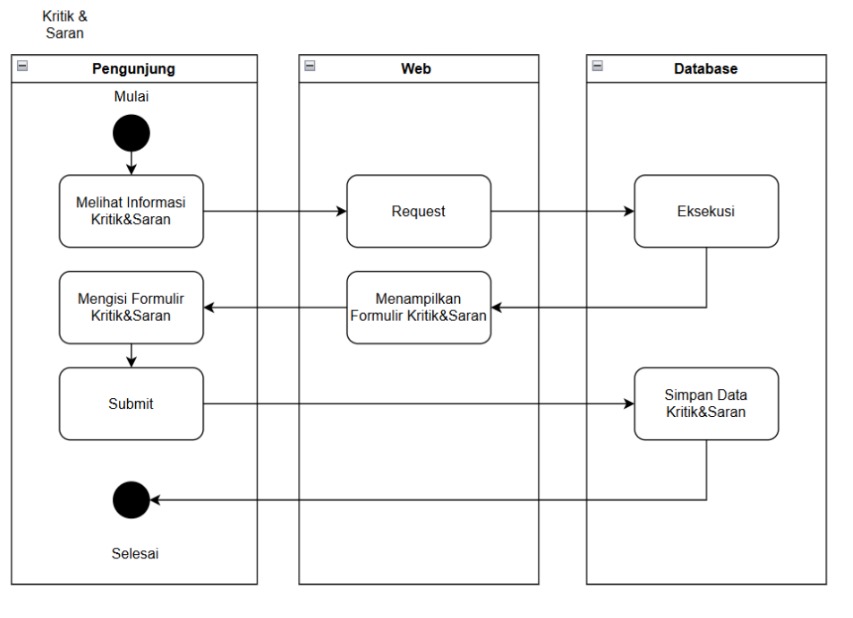 Kritik &
Saran
Pengunjung
Web
Database
Mulai
Melihat Informasi
Kritik&Saran
Request
Eksekusi
Mengisi Formulir
Kritik&Saran
Menampilkan
Formulir Kritik&Saran
Submit
Simpan Data
Kritik&Saran
Selesai